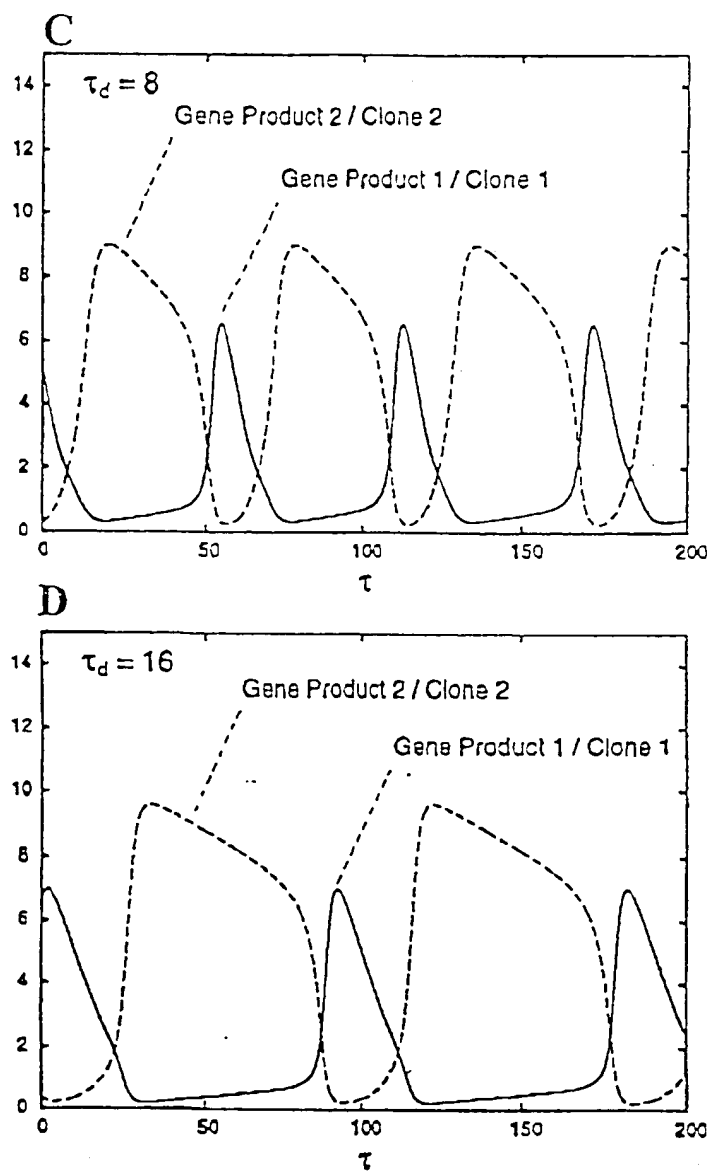 C
τd = 8
Gene Product 2 / Clone 2
Gene Product 1 / Clone 1
14
12
10
8
6
4
2
0
0 50 100 150 200
τ
D
τd = 16
Gene Product 2 / Clone 2
Gene Product 1 / Clone 1
14
12
10
8
6
4
2
0
0 50 100 150 200
τ